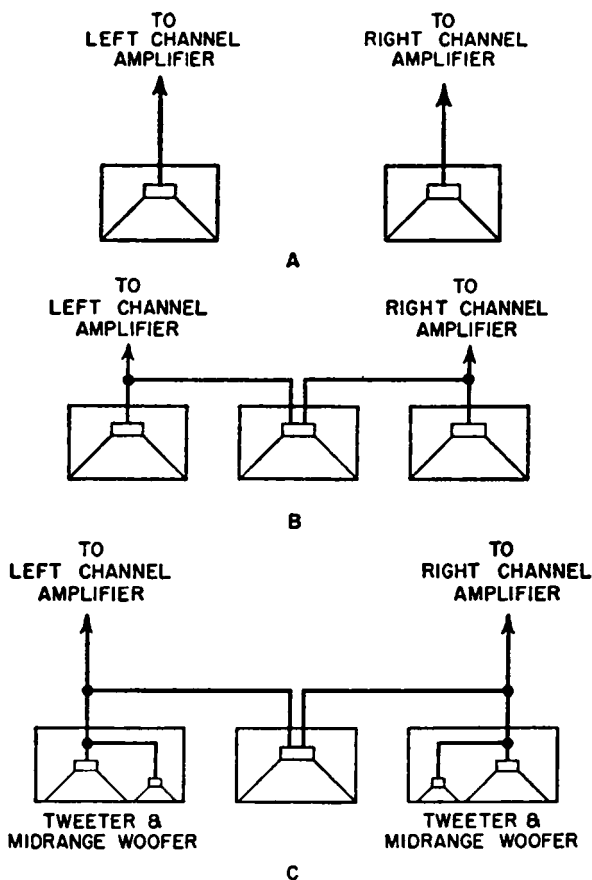 TO
LEFT CHANNEL
AMPLIFIER
TO
RIGHT CHANNEL
AMPLIFIER
A
TO
LEFT CHANNEL
AMPLIFIER
TO
RIGHT CHANNEL
AMPLIFIER
B
TO
LEFT CHANNEL
AMPLIFIER
TO
RIGHT CHANNEL
AMPLIFIER
TWEETER &
MIDRANGE WOOFER
TWEETER &
MIDRANGE WOOFER
C